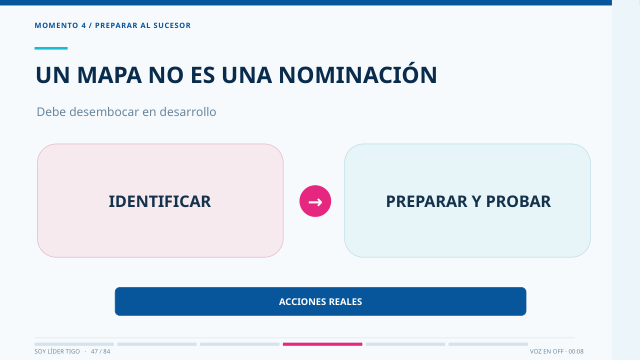 MOMENTO 4 / PREPARAR AL SUCESOR
UN MAPA NO ES UNA NOMINACIÓN
Debe desembocar en desarrollo
IDENTIFICAR
→
PREPARAR Y PROBAR
ACCIONES REALES
SOY LÍDER TIGO · 47 / 84
VOZ EN OFF · 00:08